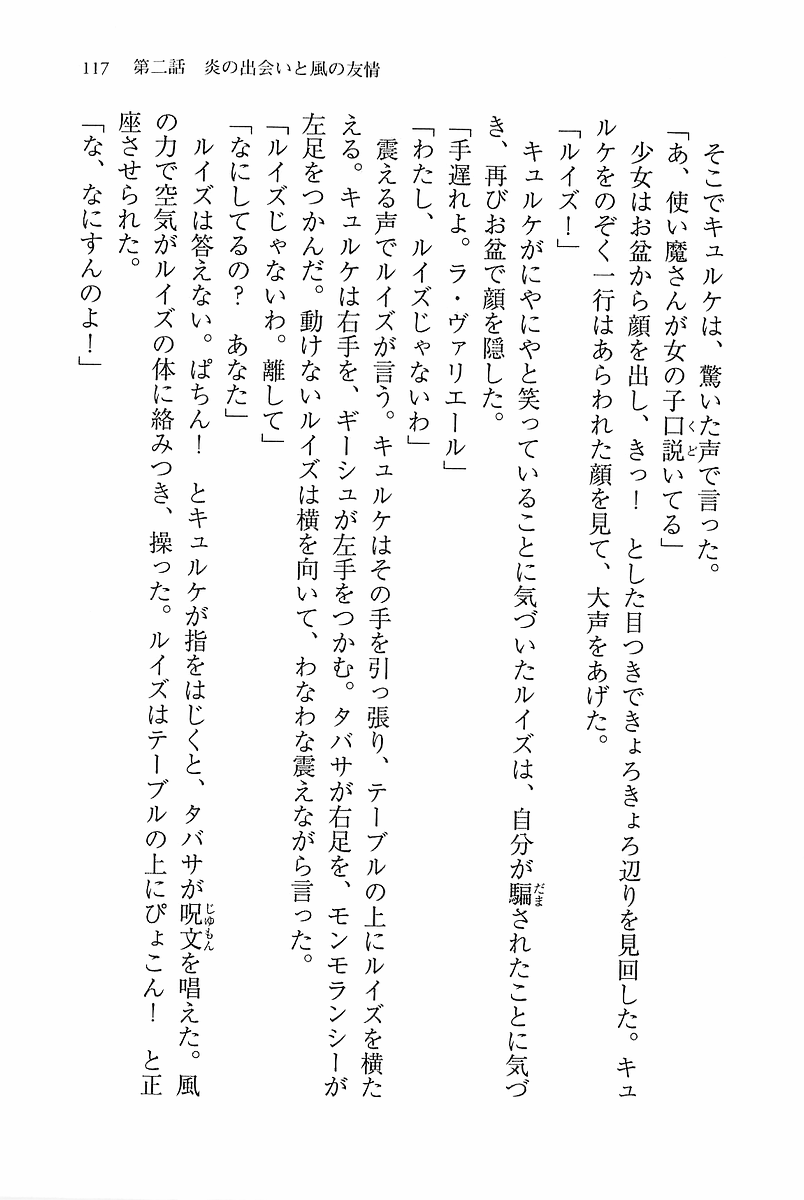 117　第二話　炎の出会いと風の友情
そこでキュルケは、驚いた声で言った。
「あ、使い魔さんが女の子口説いてる」
少女はお盆から顔を出し、きっ！　とした目つきできょろきょろ辺りを見回した。キュ
ルケをのぞく一行はあらわれた顔を見て、大声をあげた。
「ルイズ！」
キュルケがにやにやと笑っていることに気づいたルイズは、自分が騙されたことに気づ
き、再びお盆で顔を隠した。
「手遅れよ。ラ・ヴァリエール」
「わたし、ルイズじゃないわ」
震える声でルイズが言う。キュルケはその手を引っ張り、テーブルの上にルイズを横た
える。キュルケは右手を、ギーシュが左手をつかむ。タバサが右足を、モンモランシーが
左足をつかんだ。動けないルイズは横を向いて、わなわな震えながら言った。
「ルイズじゃないわ。離して」
「なにしてるの？　あなた」
ルイズは答えない。ぱちん！　とキュルケが指をはじくと、タバサが呪文を唱えた。風
の力で空気がルイズの体に絡みつき、操った。ルイズはテーブルの上にぴょこん！　と正
座させられた。
「な、なにすんのよ！」